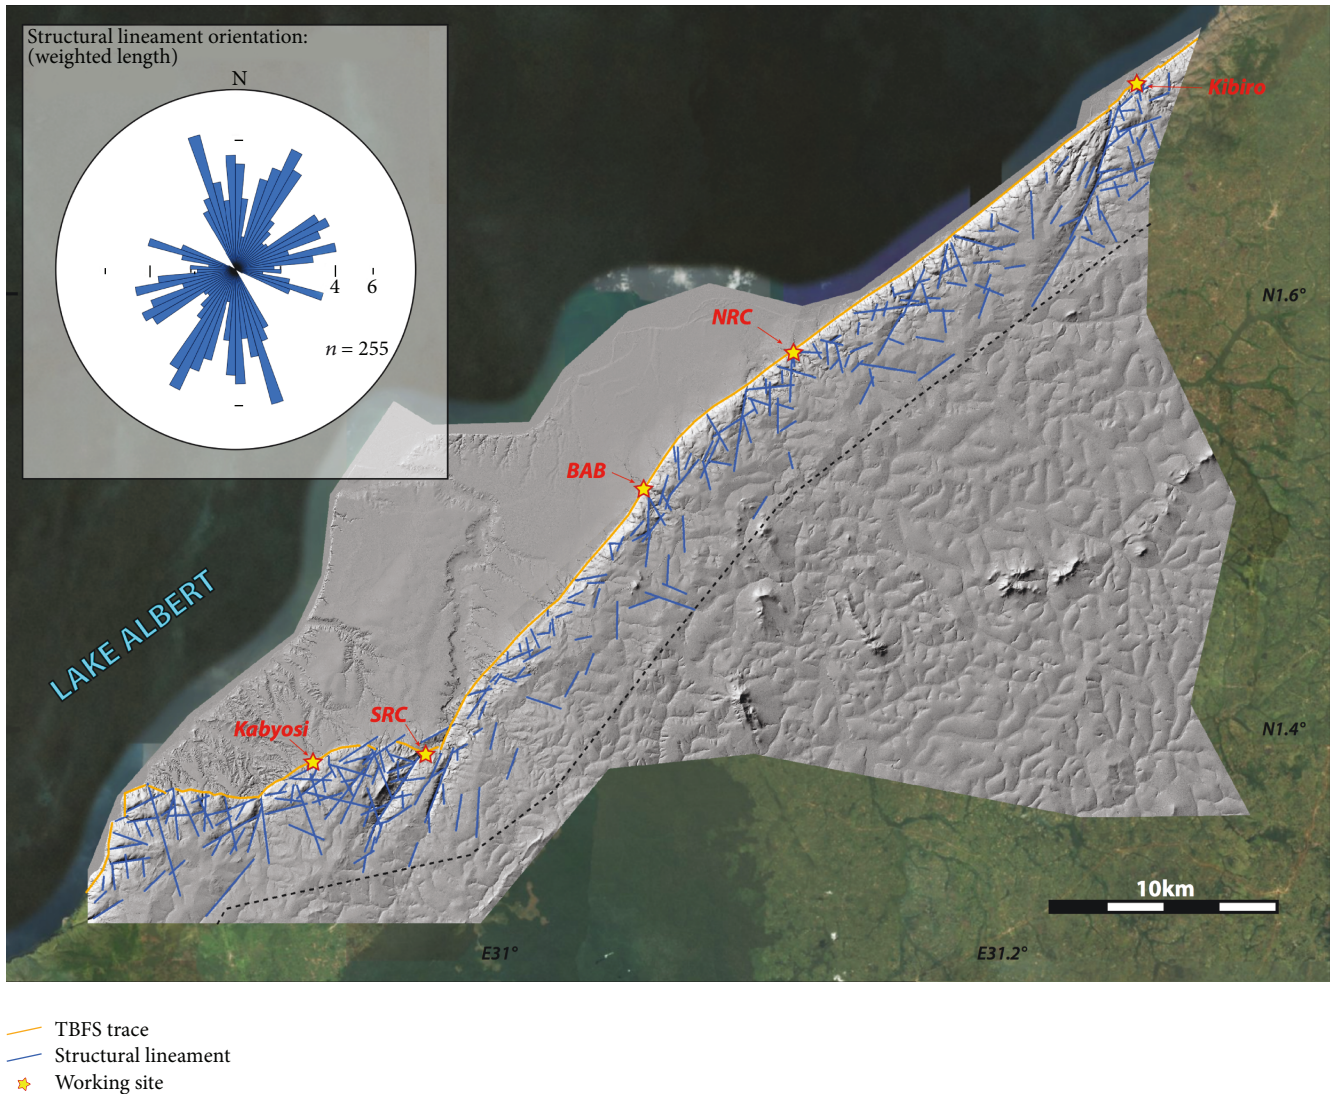 Structural lineament orientation:
(weighted length)
N
4 6
n = 255
Kibiro
N1.6°
NRC
BAB
LAKE ALBERT
Kabyosi
SRC
N1.4°
10km
E31°
E31.2°
TBFS trace
Structural lineament
Working site